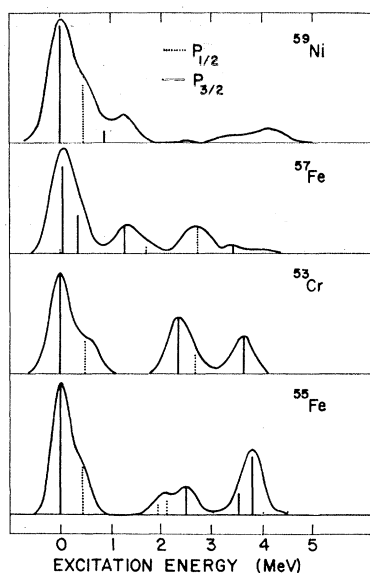 59Ni
P1/2
P3/2
57Fe
53Cr
55Fe
0 1 2 3 4 5
EXCITATION ENERGY (MeV)